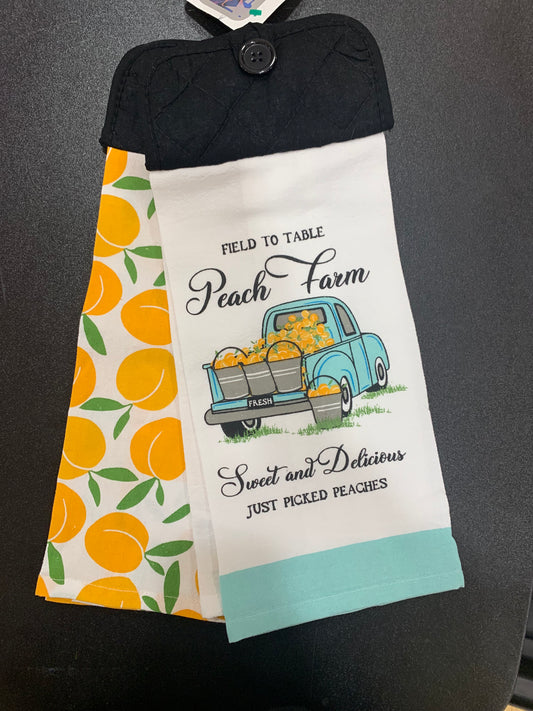 FIELD TO TABLE
Peach Farm
FRESH
Sweet and Delicious
JUST PICKED PEACHES